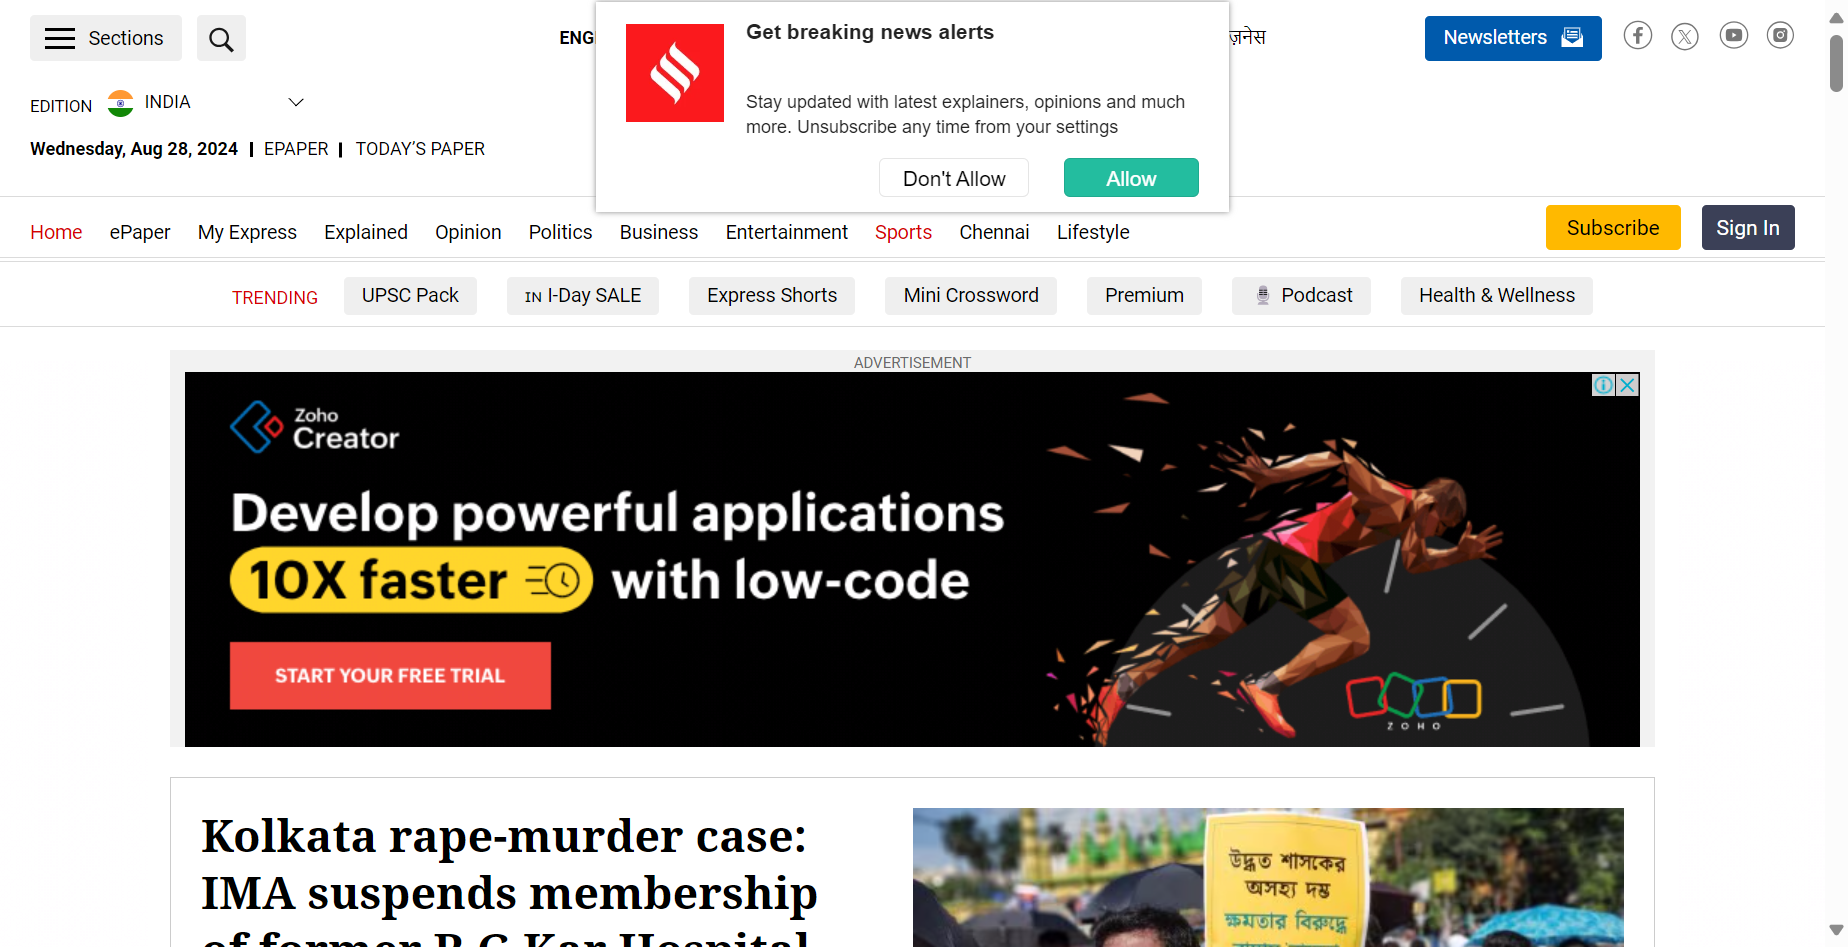 Sections
ENG
Get breaking news alerts
Stay updated with latest explainers, opinions and much
more. Unsubscribe any time from your settings
Don't Allow
Allow
ज़नेस
Newsletters
EDITION
INDIA
Wednesday, Aug 28, 2024
EPAPER
TODAY’S PAPER
Home
ePaper
My Express
Explained
Opinion
Politics
Business
Entertainment
Sports
Chennai
Lifestyle
Subscribe
Sign In
TRENDING
UPSC Pack
IN I-Day SALE
Express Shorts
Mini Crossword
Premium
Podcast
Health & Wellness
ADVERTISEMENT
Zoho
Creator
Develop powerful applications
10X faster with low-code
START YOUR FREE TRIAL
ZOHO
Kolkata rape-murder case:
IMA suspends membership
of former R G Kar Hospital
উদ্ধত শাসকের
অসহ্য দম্ভ
ক্ষমতার বিরুদ্ধে